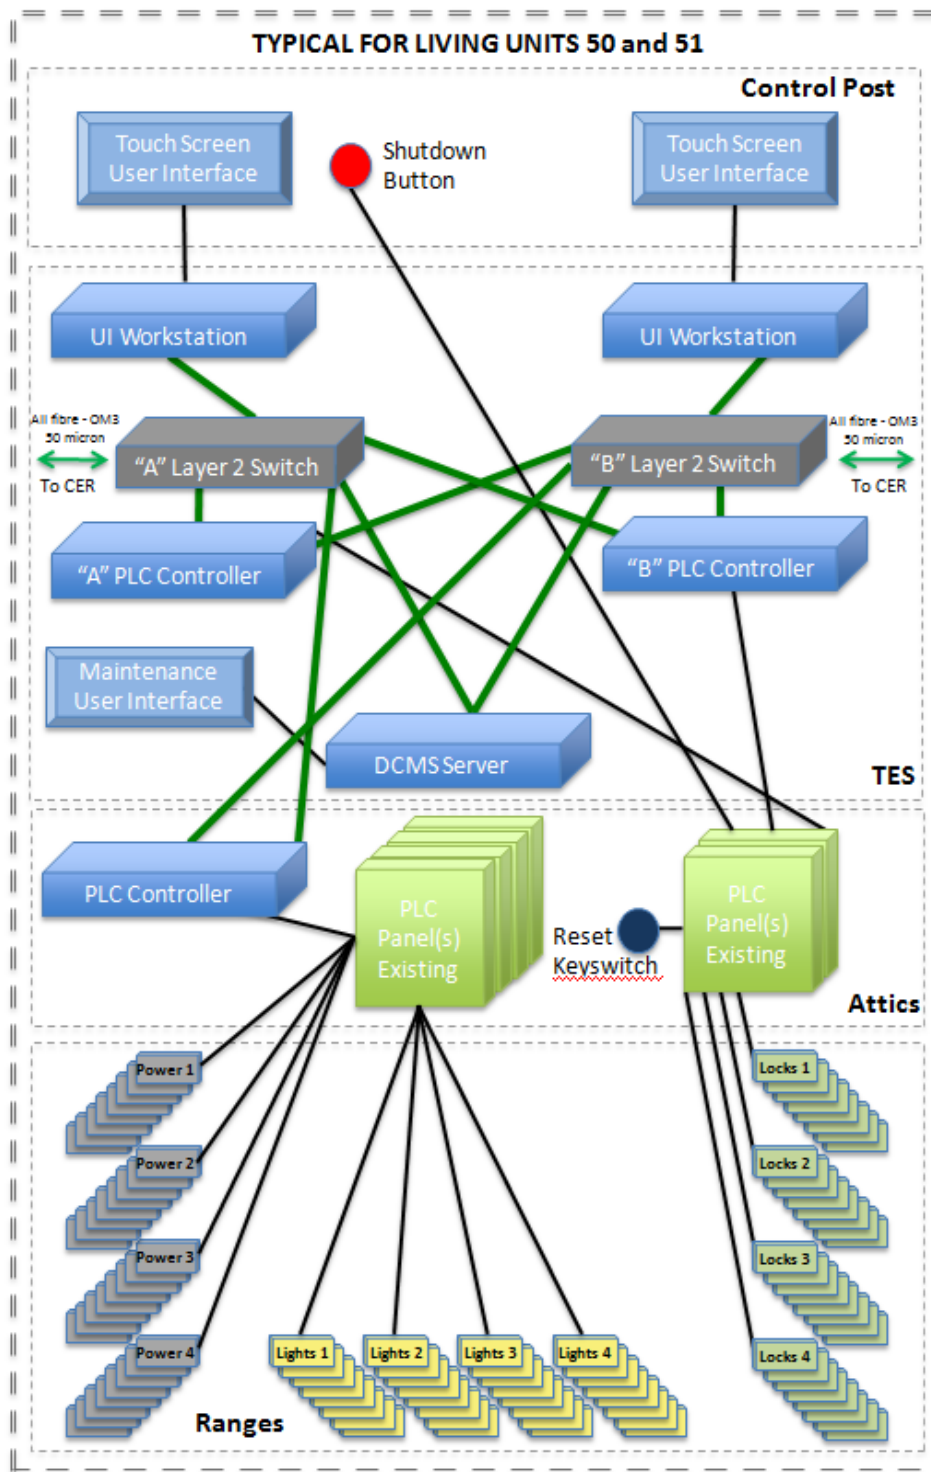 TYPICAL FOR LIVING UNITS 50 and 51
Control Post
Touch Screen
User Interface
Shutdown
Button
Touch Screen
User Interface
UI Workstation
UI Workstation
All fibre - OM3
50 micron
To CER
"A" Layer 2 Switch
"B" Layer 2 Switch
All fibre - OM3
50 micron
To CER
"A" PLC Controller
"B" PLC Controller
Maintenance
User Interface
DCMS Server
TES
PLC Controller
PLC
Panel(s)
Existing
Reset
Keyswitch
PLC
Panel(s)
Existing
Attics
Power 1
Power 2
Power 3
Power 4
Lights 1
Lights 2
Lights 3
Lights 4
Locks 1
Locks 2
Locks 3
Locks 4
Ranges